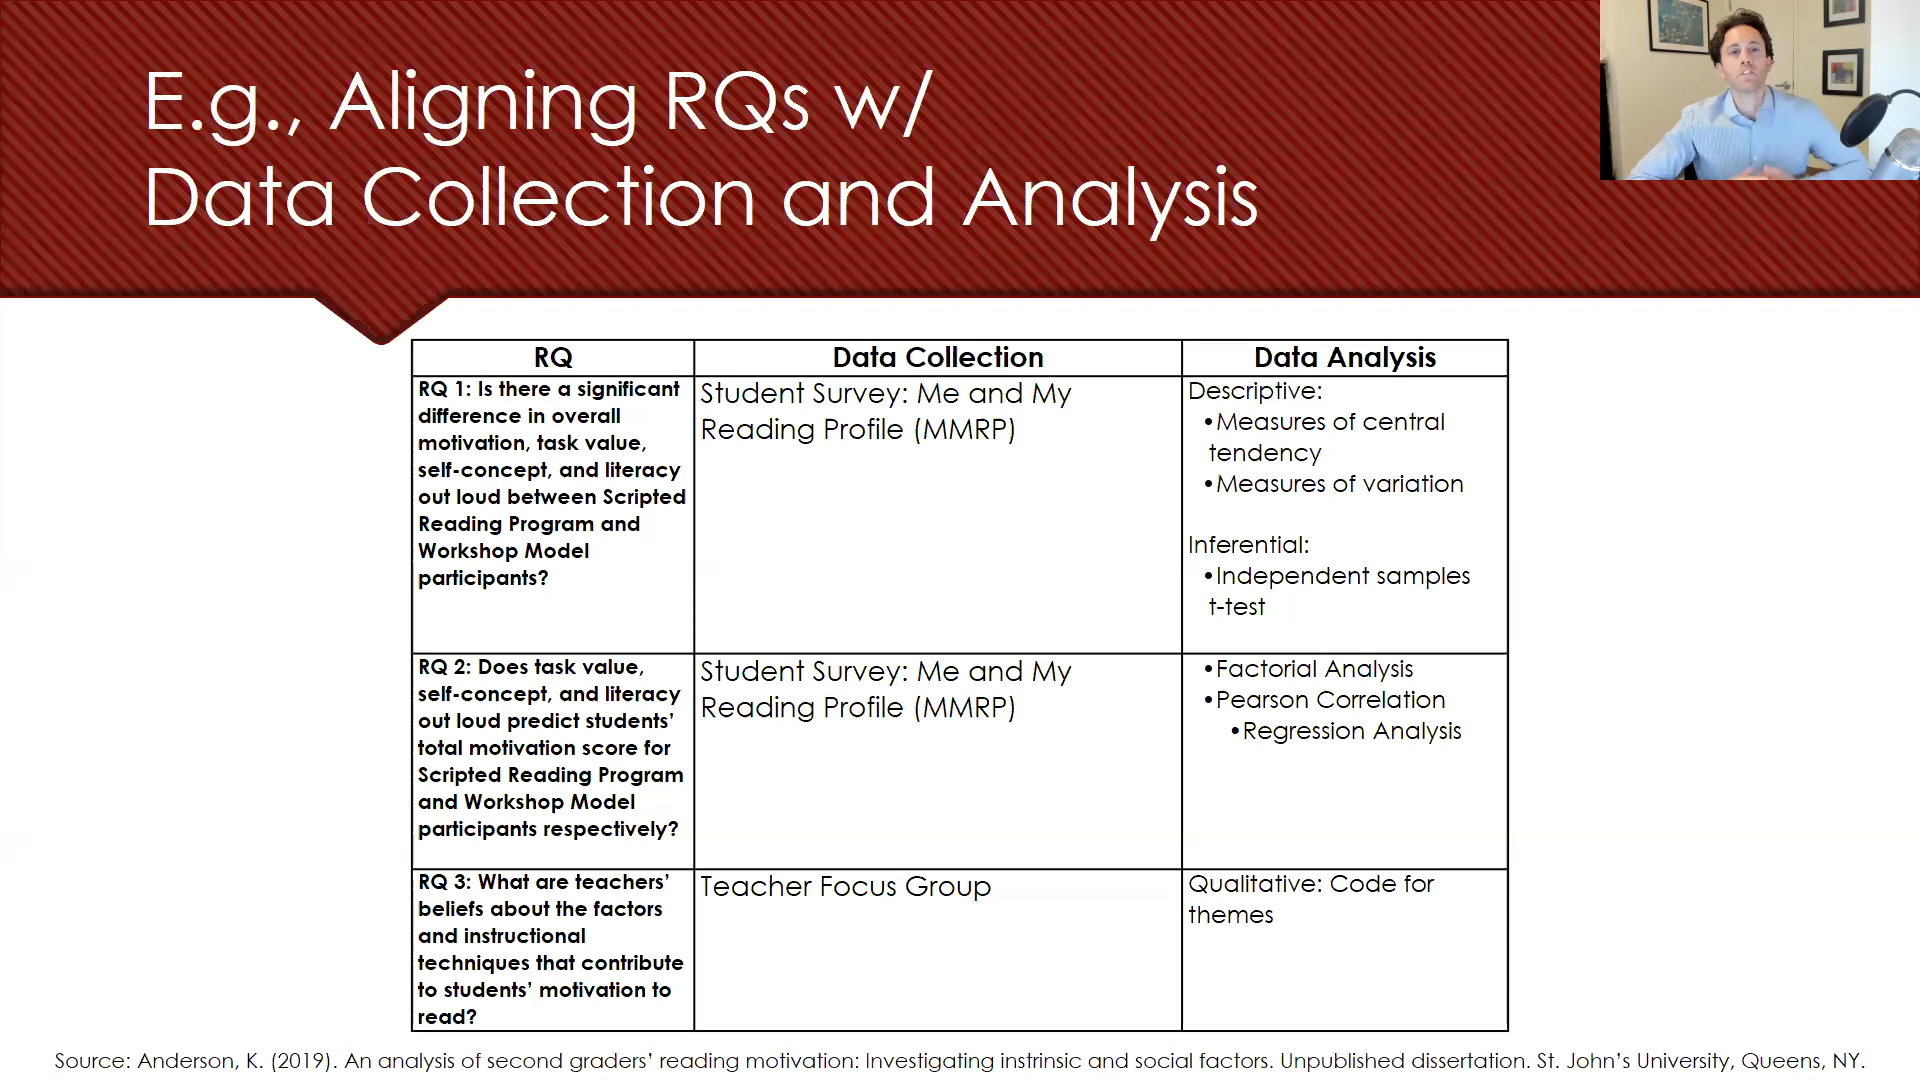 E.g., Aligning RQs w/
Data Collection and Analysis
RQ
Data Collection
Data Analysis
RQ 1: Is there a significant
difference in overall
motivation, task value,
self-concept, and literacy
out loud between Scripted
Reading Program and
Workshop Model
participants?
Student Survey: Me and My
Reading Profile (MMRP)
Descriptive:
•Measures of central
tendency
•Measures of variation
Inferential:
•Independent samples
t-test
RQ 2: Does task value,
self-concept, and literacy
out loud predict students’
total motivation score for
Scripted Reading Program
and Workshop Model
participants respectively?
Student Survey: Me and My
Reading Profile (MMRP)
•Factorial Analysis
•Pearson Correlation
•Regression Analysis
RQ 3: What are teachers’
beliefs about the factors
and instructional
techniques that contribute
to students’ motivation to
read?
Teacher Focus Group
Qualitative: Code for
themes
Source: Anderson, K. (2019). An analysis of second graders’ reading motivation: Investigating instrinsic and social factors. Unpublished dissertation. St. John’s University, Queens, NY.